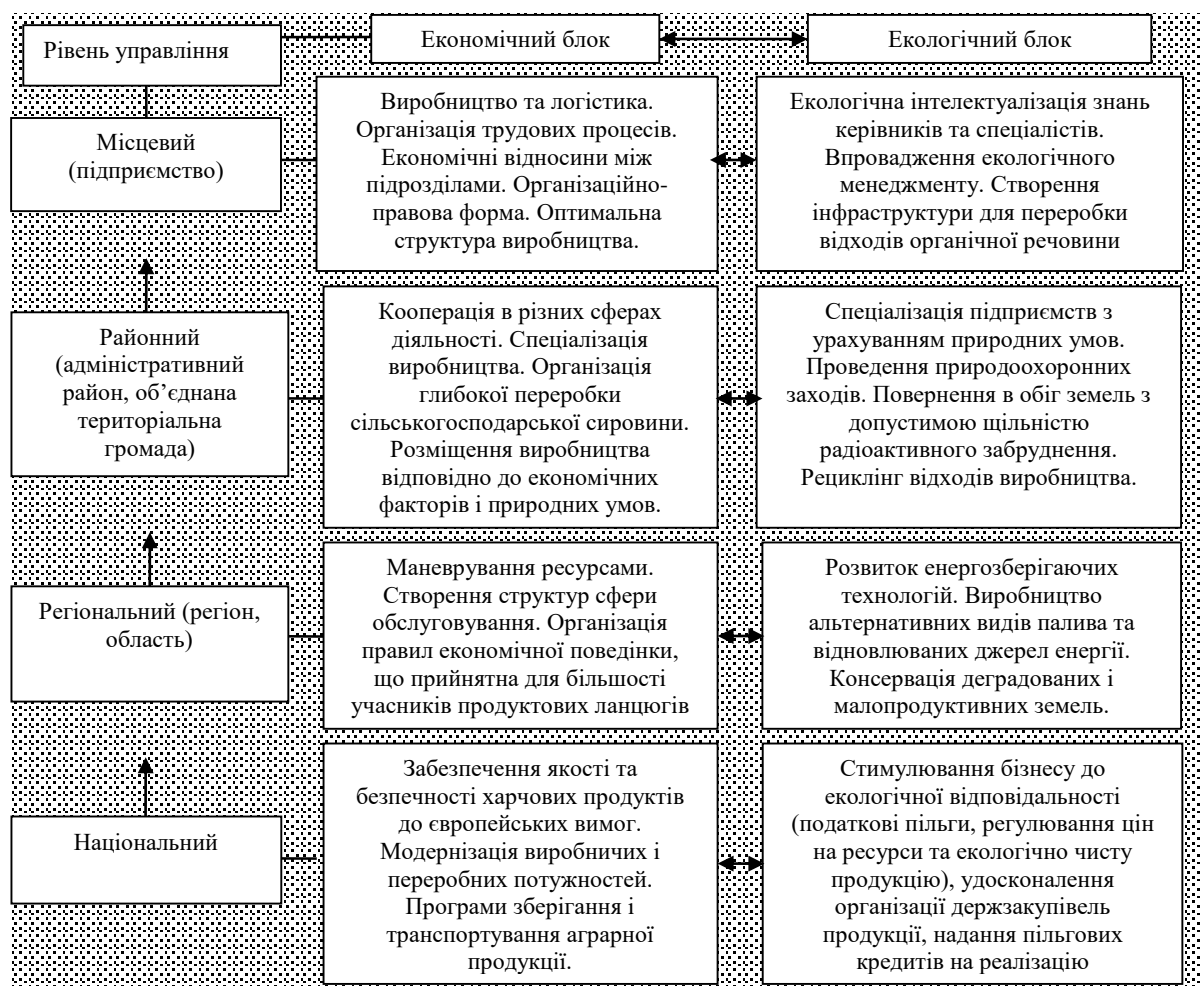 Рівень управління
Економічний блок
Екологічний блок
Місцевий
(підприємство)
Виробництво та логістика.
Організація трудових процесів.
Економічні відносини між
підрозділами. Організаційно-
правова форма. Оптимальна
структура виробництва.
Екологічна інтелектуалізація знань
керівників та спеціалістів.
Впровадження екологічного
менеджменту. Створення
інфраструктури для переробки
відходів органічної речовини
Районний
(адміністративний
район, об’єднана
територіальна
громада)
Кооперація в різних сферах
діяльності. Спеціалізація
виробництва. Організація
глибокої переробки
сільськогосподарської сировини.
Розміщення виробництва
відповідно до економічних
факторів і природних умов.
Спеціалізація підприємств з
урахуванням природних умов.
Проведення природоохоронних
заходів. Повернення в обіг земель з
допустимою щільністю
радіоактивного забруднення.
Рециклінг відходів виробництва.
Регіональний (регіон,
область)
Маневрування ресурсами.
Створення структур сфери
обслуговування. Організація
правил економічної поведінки,
що прийнятна для більшості
учасників продуктових ланцюгів
Розвиток енергозберігаючих
технологій. Виробництво
альтернативних видів палива та
відновлюваних джерел енергії.
Консервація деградованих і
малопродуктивних земель.
Національний
Забезпечення якості та
безпечності харчових продуктів
до європейських вимог.
Модернізація виробничих і
переробних потужностей.
Програми зберігання і
транспортування аграрної
продукції.
Стимулювання бізнесу до
екологічної відповідальності
(податкові пільги, регулювання цін
на ресурси та екологічно чисту
продукцію), удосконалення
організації держзакупівель
продукції, надання пільгових
кредитів на реалізацію